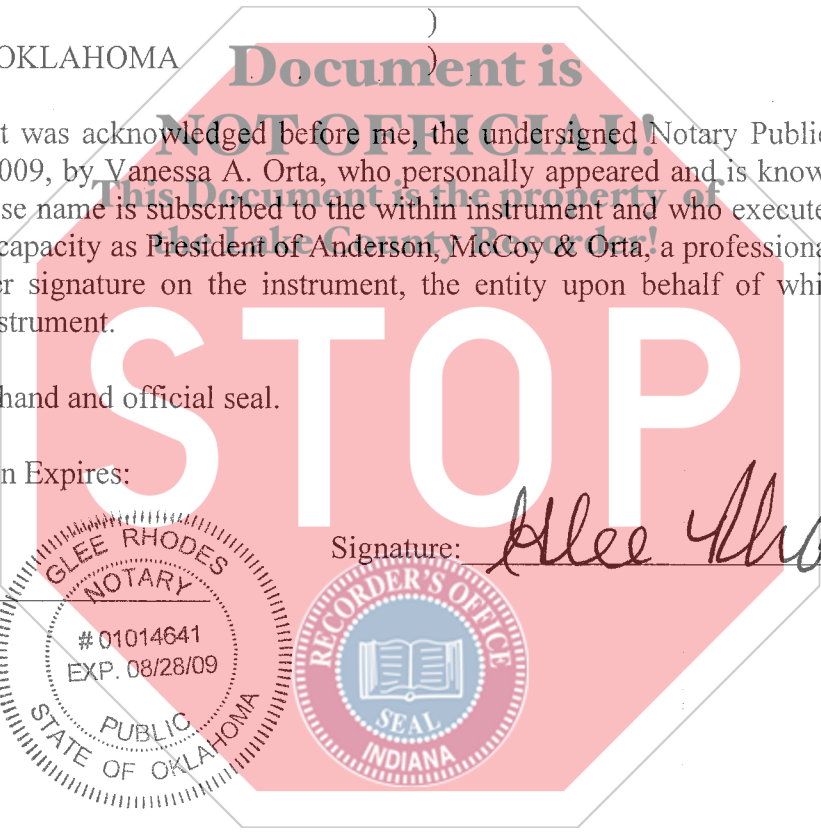 )
OKLAHOMA )
Document is
NOT OFFICIAL!
This Document is the property of
the Lake County Recorder!
t was acknowledged before me, the undersigned Notary Public
009, by Vanessa A. Orta, who personally appeared and is know
se name is subscribed to the within instrument and who execute
capacity as President of Anderson, McCoy & Orta, a professiona
er signature on the instrument, the entity upon behalf of whi
strument.
STOP
hand and official seal.
n Expires:
Signature: Glee Rho
GLEE RHODES
NOTARY
#01014641
EXP. 08/28/09
PUBLIC
STATE OF OKLAHOMA
RECORDER'S OFFICE
SEAL
INDIANA